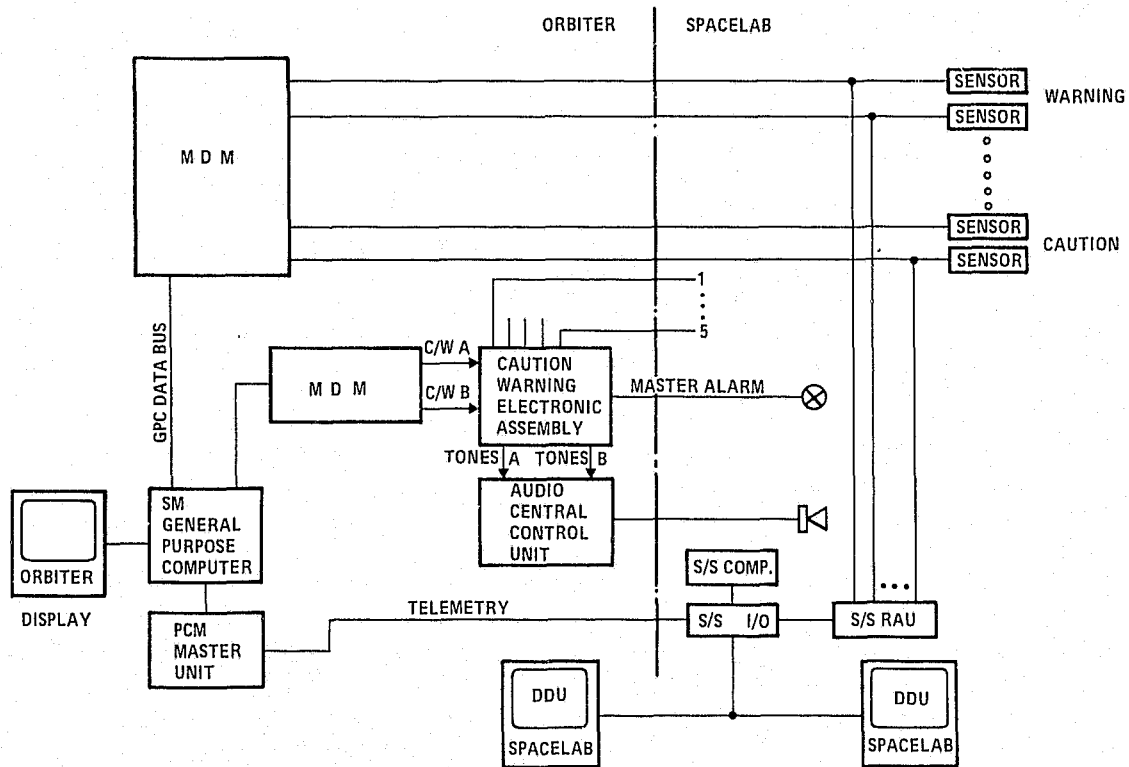 ORBITER
SPACELAB
SENSOR
WARNING
SENSOR
M D M
SENSOR
CAUTION
SENSOR
1
5
GPC DATA BUS
C/W A
C/W B
M D M
CAUTION
WARNING
ELECTRONIC
ASSEMBLY
MASTER ALARM
TONES A
TONES B
AUDIO
CENTRAL
CONTROL
UNIT
SM
GENERAL
PURPOSE
COMPUTER
ORBITER
DISPLAY
S/S COMP.
TELEMETRY
S/S I/O
S/S RAU
PCM
MASTER
UNIT
DDU
SPACELAB
DDU
SPACELAB